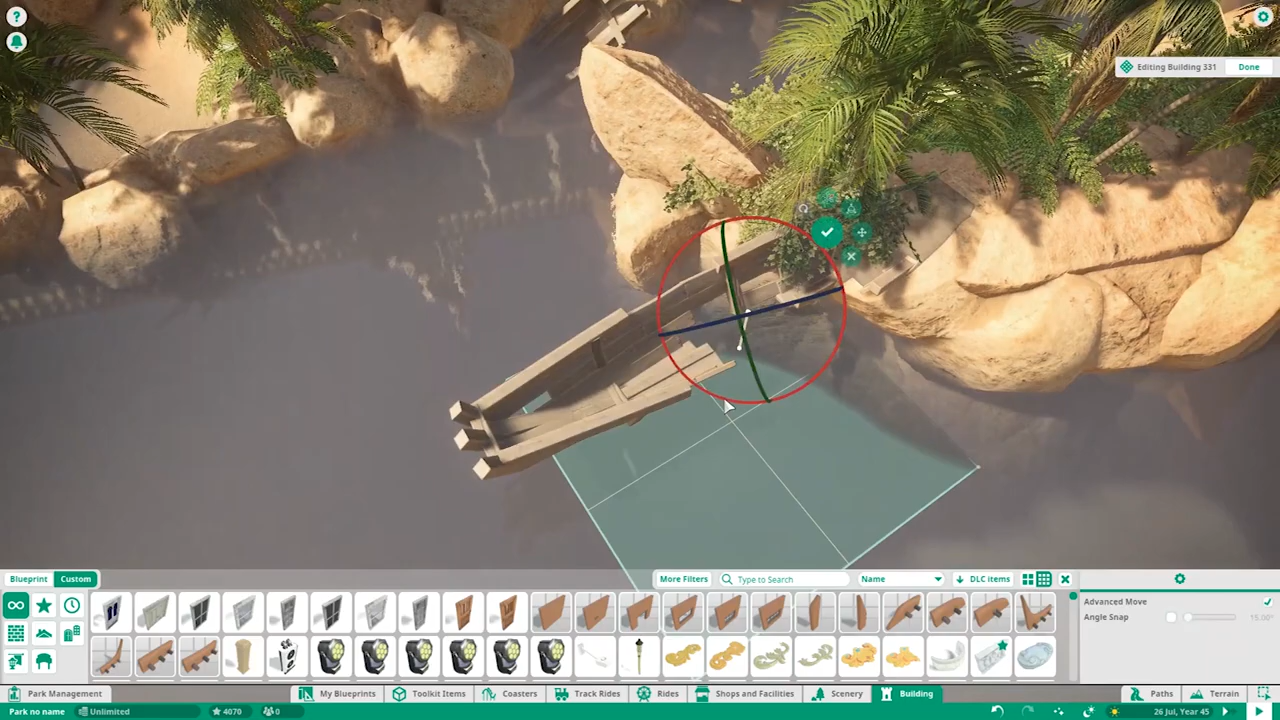 ?
Editing Building 331 Done
Blueprint Custom More Filters Type to Search Name DLC items
Advanced Move
Angle Snap 15.00°
Park Management My Blueprints Toolkit Items Coasters Track Rides Rides Shops and Facilities Scenery Building Paths Terrain
Park no name Unlimited 4070 0 26 Jul, Year 45